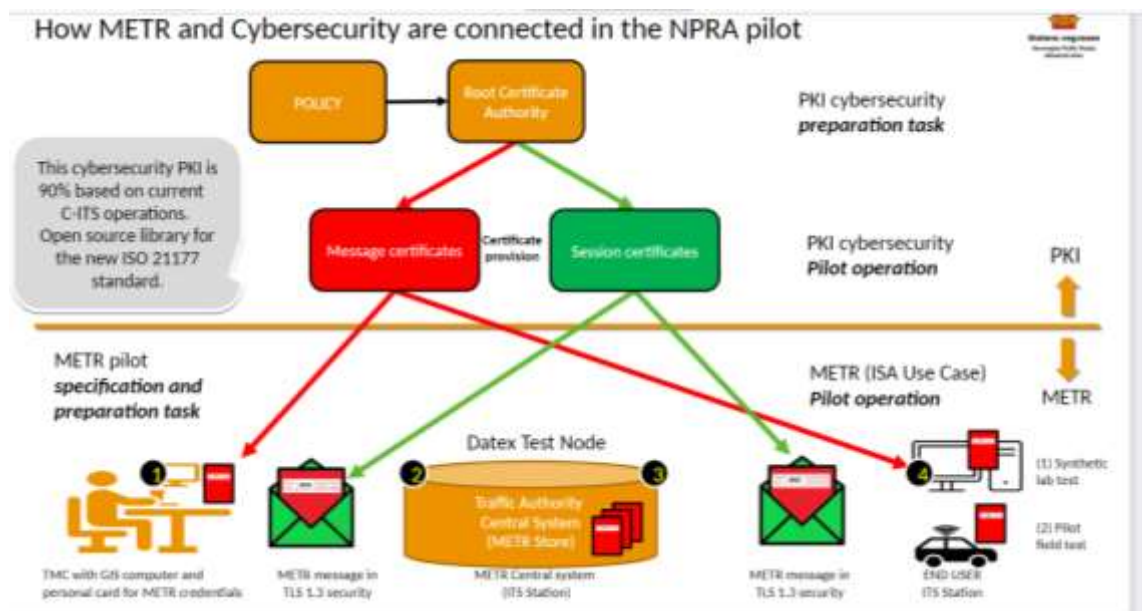 How METR and Cybersecurity are connected in the NPRA pilot
POLICY
Root Certificate
Authority
PKI cybersecurity
preparation task
This cybersecurity PKI is
90% based on current
C-ITS operations.
Open source library for
the new ISO 21177
standard.
Message certificates
Certificate
provision
Session certificates
PKI cybersecurity
Pilot operation
PKI
METR pilot
specification and
preparation task
METR (ISA Use Case)
Pilot operation
METR
Datex Test Node
1
2
3
4
Traffic Authority
Central System
(METR Store)
(1) Synthetic
lab test
(2) Pilot
field test
TMC with GIS computer and
personal card for METR credentials
METR message in
TLS 1.3 security
METR Central system
(ITS Station)
METR message in
TLS 1.3 security
END USER
ITS Station